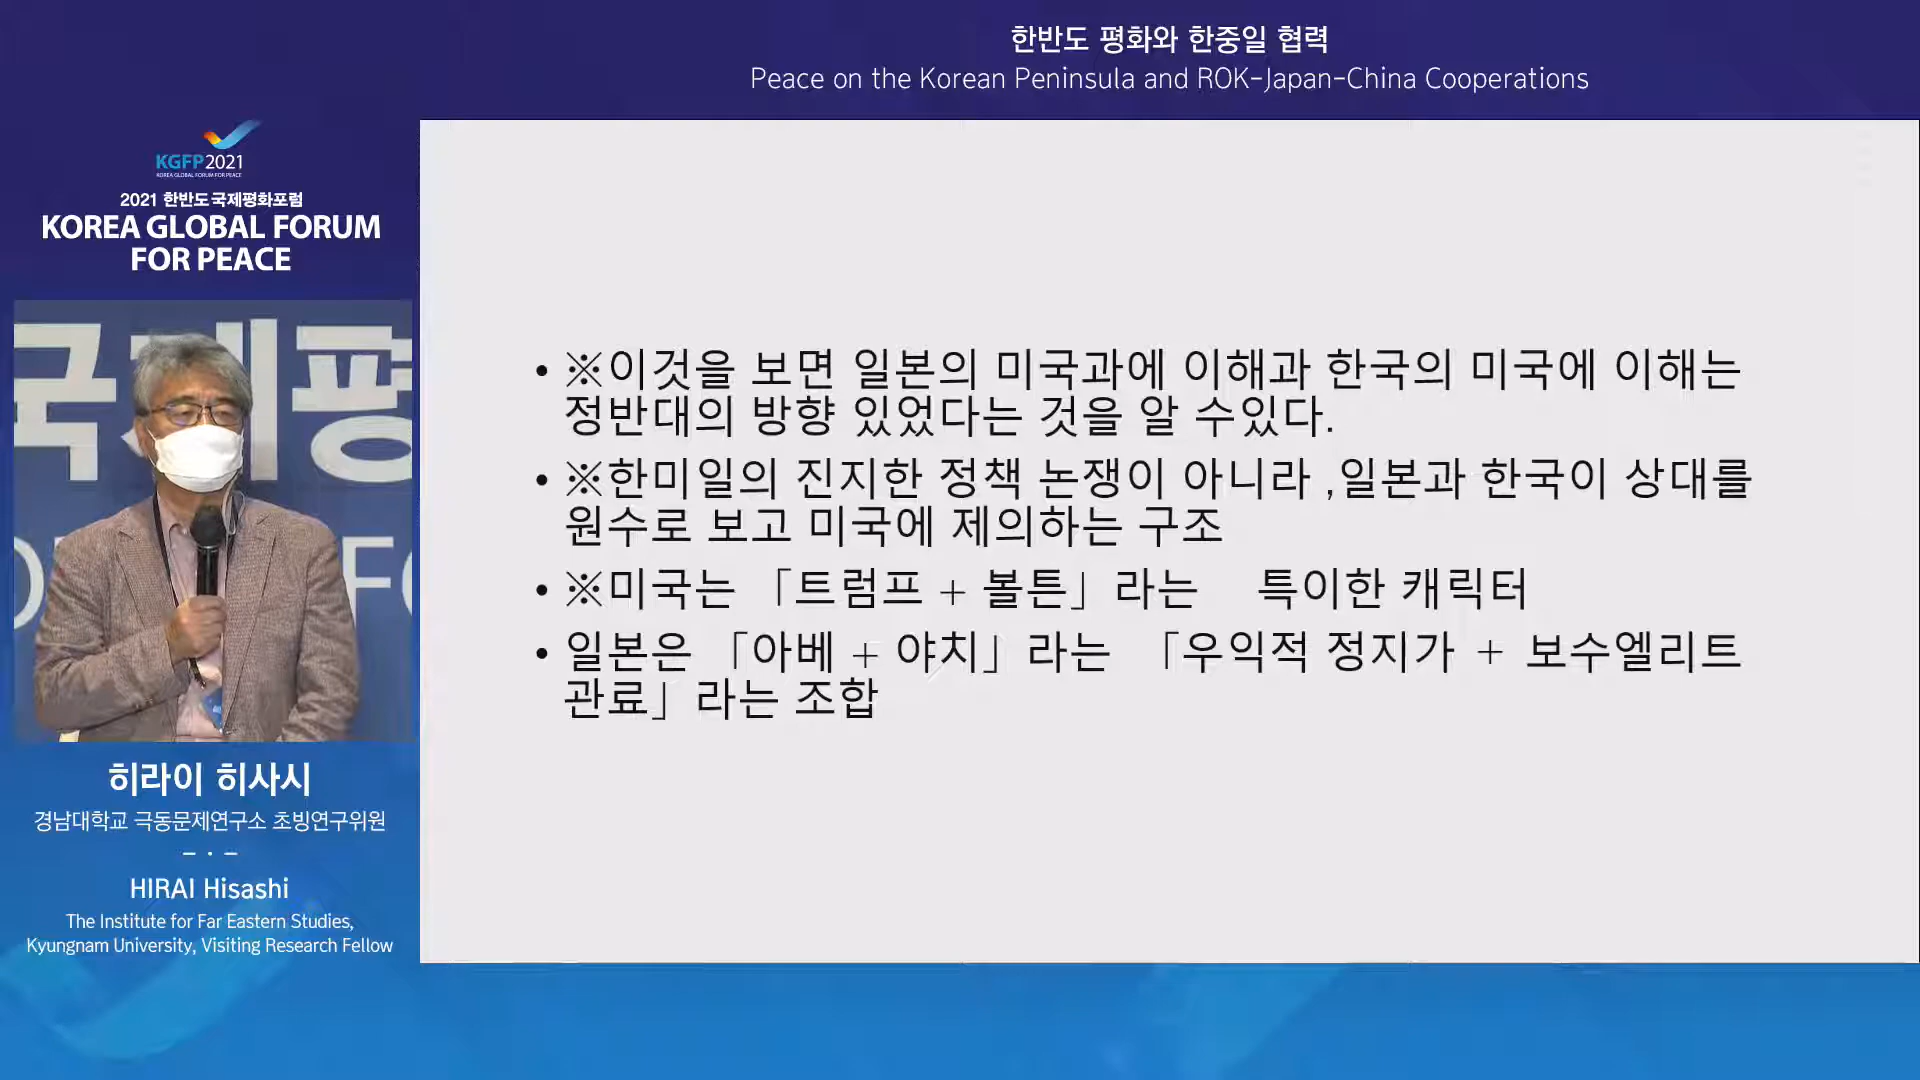 한반도 평화와 한중일 협력
Peace on the Korean Peninsula and ROK-Japan-China Cooperations
KGFP2021
KOREA GLOBAL FORUM FOR PEACE
2021 한반도국제평화포럼
KOREA GLOBAL FORUM
FOR PEACE
국제평
히라이 히사시
경남대학교 극동문제연구소 초빙연구위원
HIRAI Hisashi
The Institute for Far Eastern Studies,
Kyungnam University, Visiting Research Fellow
• ※이것을 보면 일본의 미국과에 이해과 한국의 미국에 이해는
정반대의 방향 있었다는 것을 알 수있다.
• ※한미일의 진지한 정책 논쟁이 아니라 ,일본과 한국이 상대를
원수로 보고 미국에 제의하는 구조
• ※미국는 「트럼프 + 볼튼」라는 특이한 캐릭터
• 일본은 「아베 + 야치」라는 「우익적 정지가 + 보수엘리트
관료」라는 조합